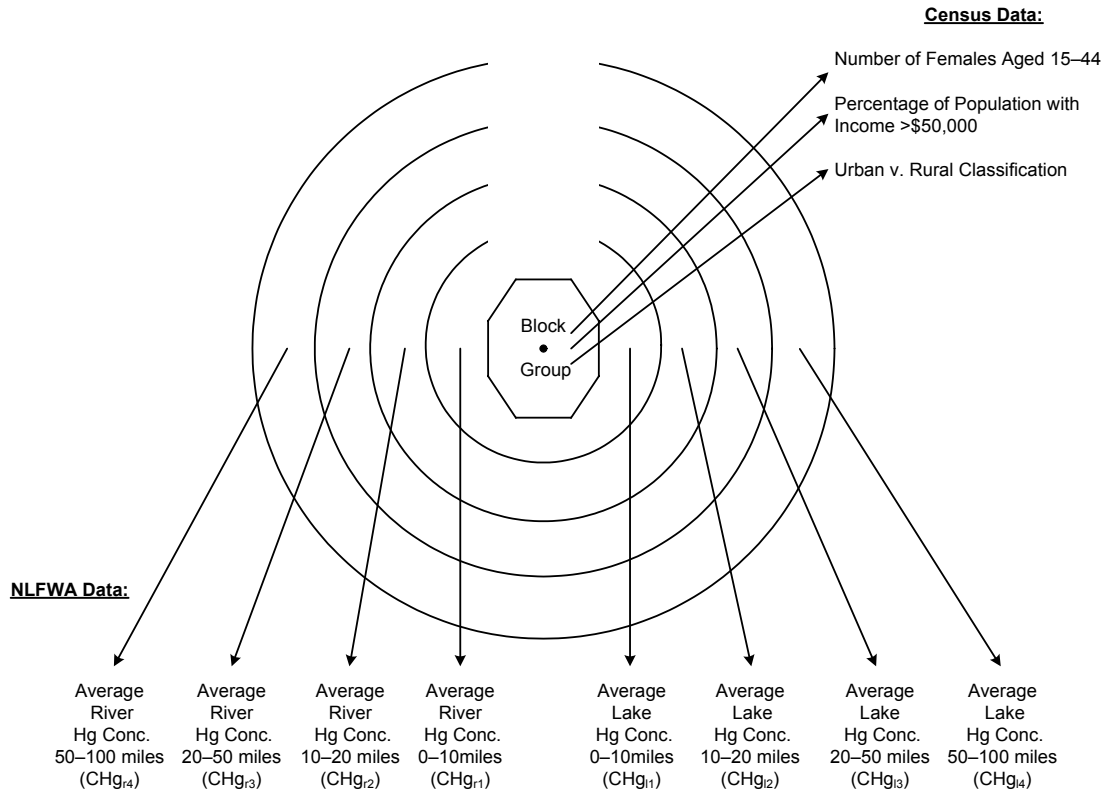 Census Data:
Number of Females Aged 15–44
Percentage of Population with
Income >$50,000
Urban v. Rural Classification
Block
Group
NLFWA Data:
Average
River
Hg Conc.
50–100 miles
(CHgr4)
Average
River
Hg Conc.
20–50 miles
(CHgr3)
Average
River
Hg Conc.
10–20 miles
(CHgr2)
Average
River
Hg Conc.
0–10miles
(CHgr1)
Average
Lake
Hg Conc.
0–10miles
(CHgl1)
Average
Lake
Hg Conc.
10–20 miles
(CHgl2)
Average
Lake
Hg Conc.
20–50 miles
(CHgl3)
Average
Lake
Hg Conc.
50–100 miles
(CHgl4)